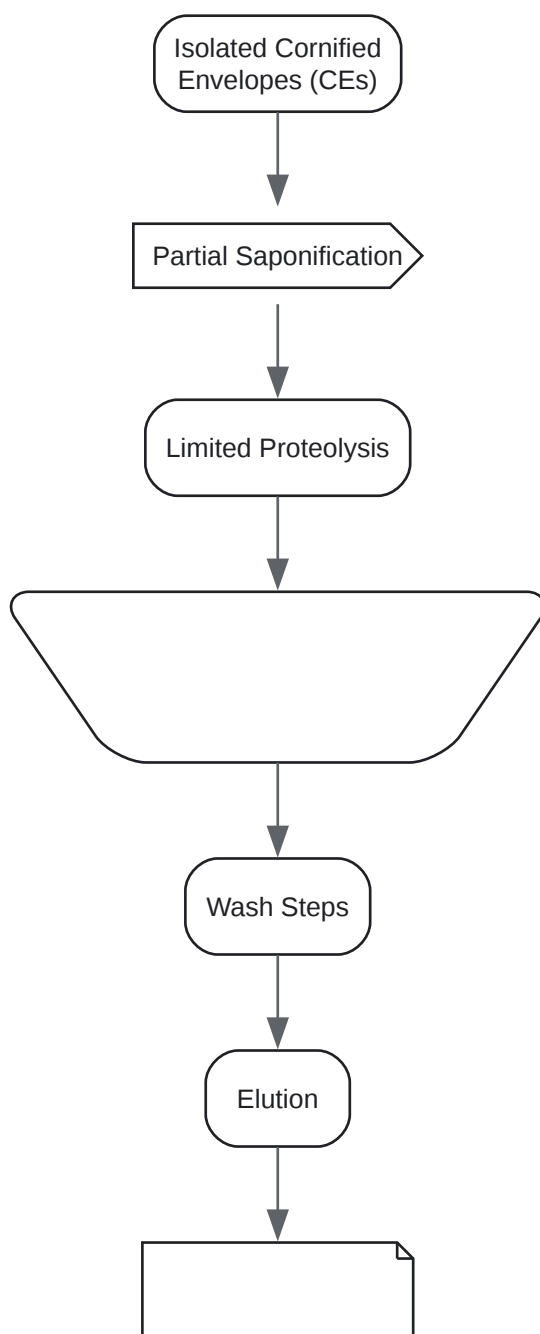 Isolated Cornified
Envelopes (CEs)
Partial Saponification
Limited Proteolysis
Wash Steps
Elution